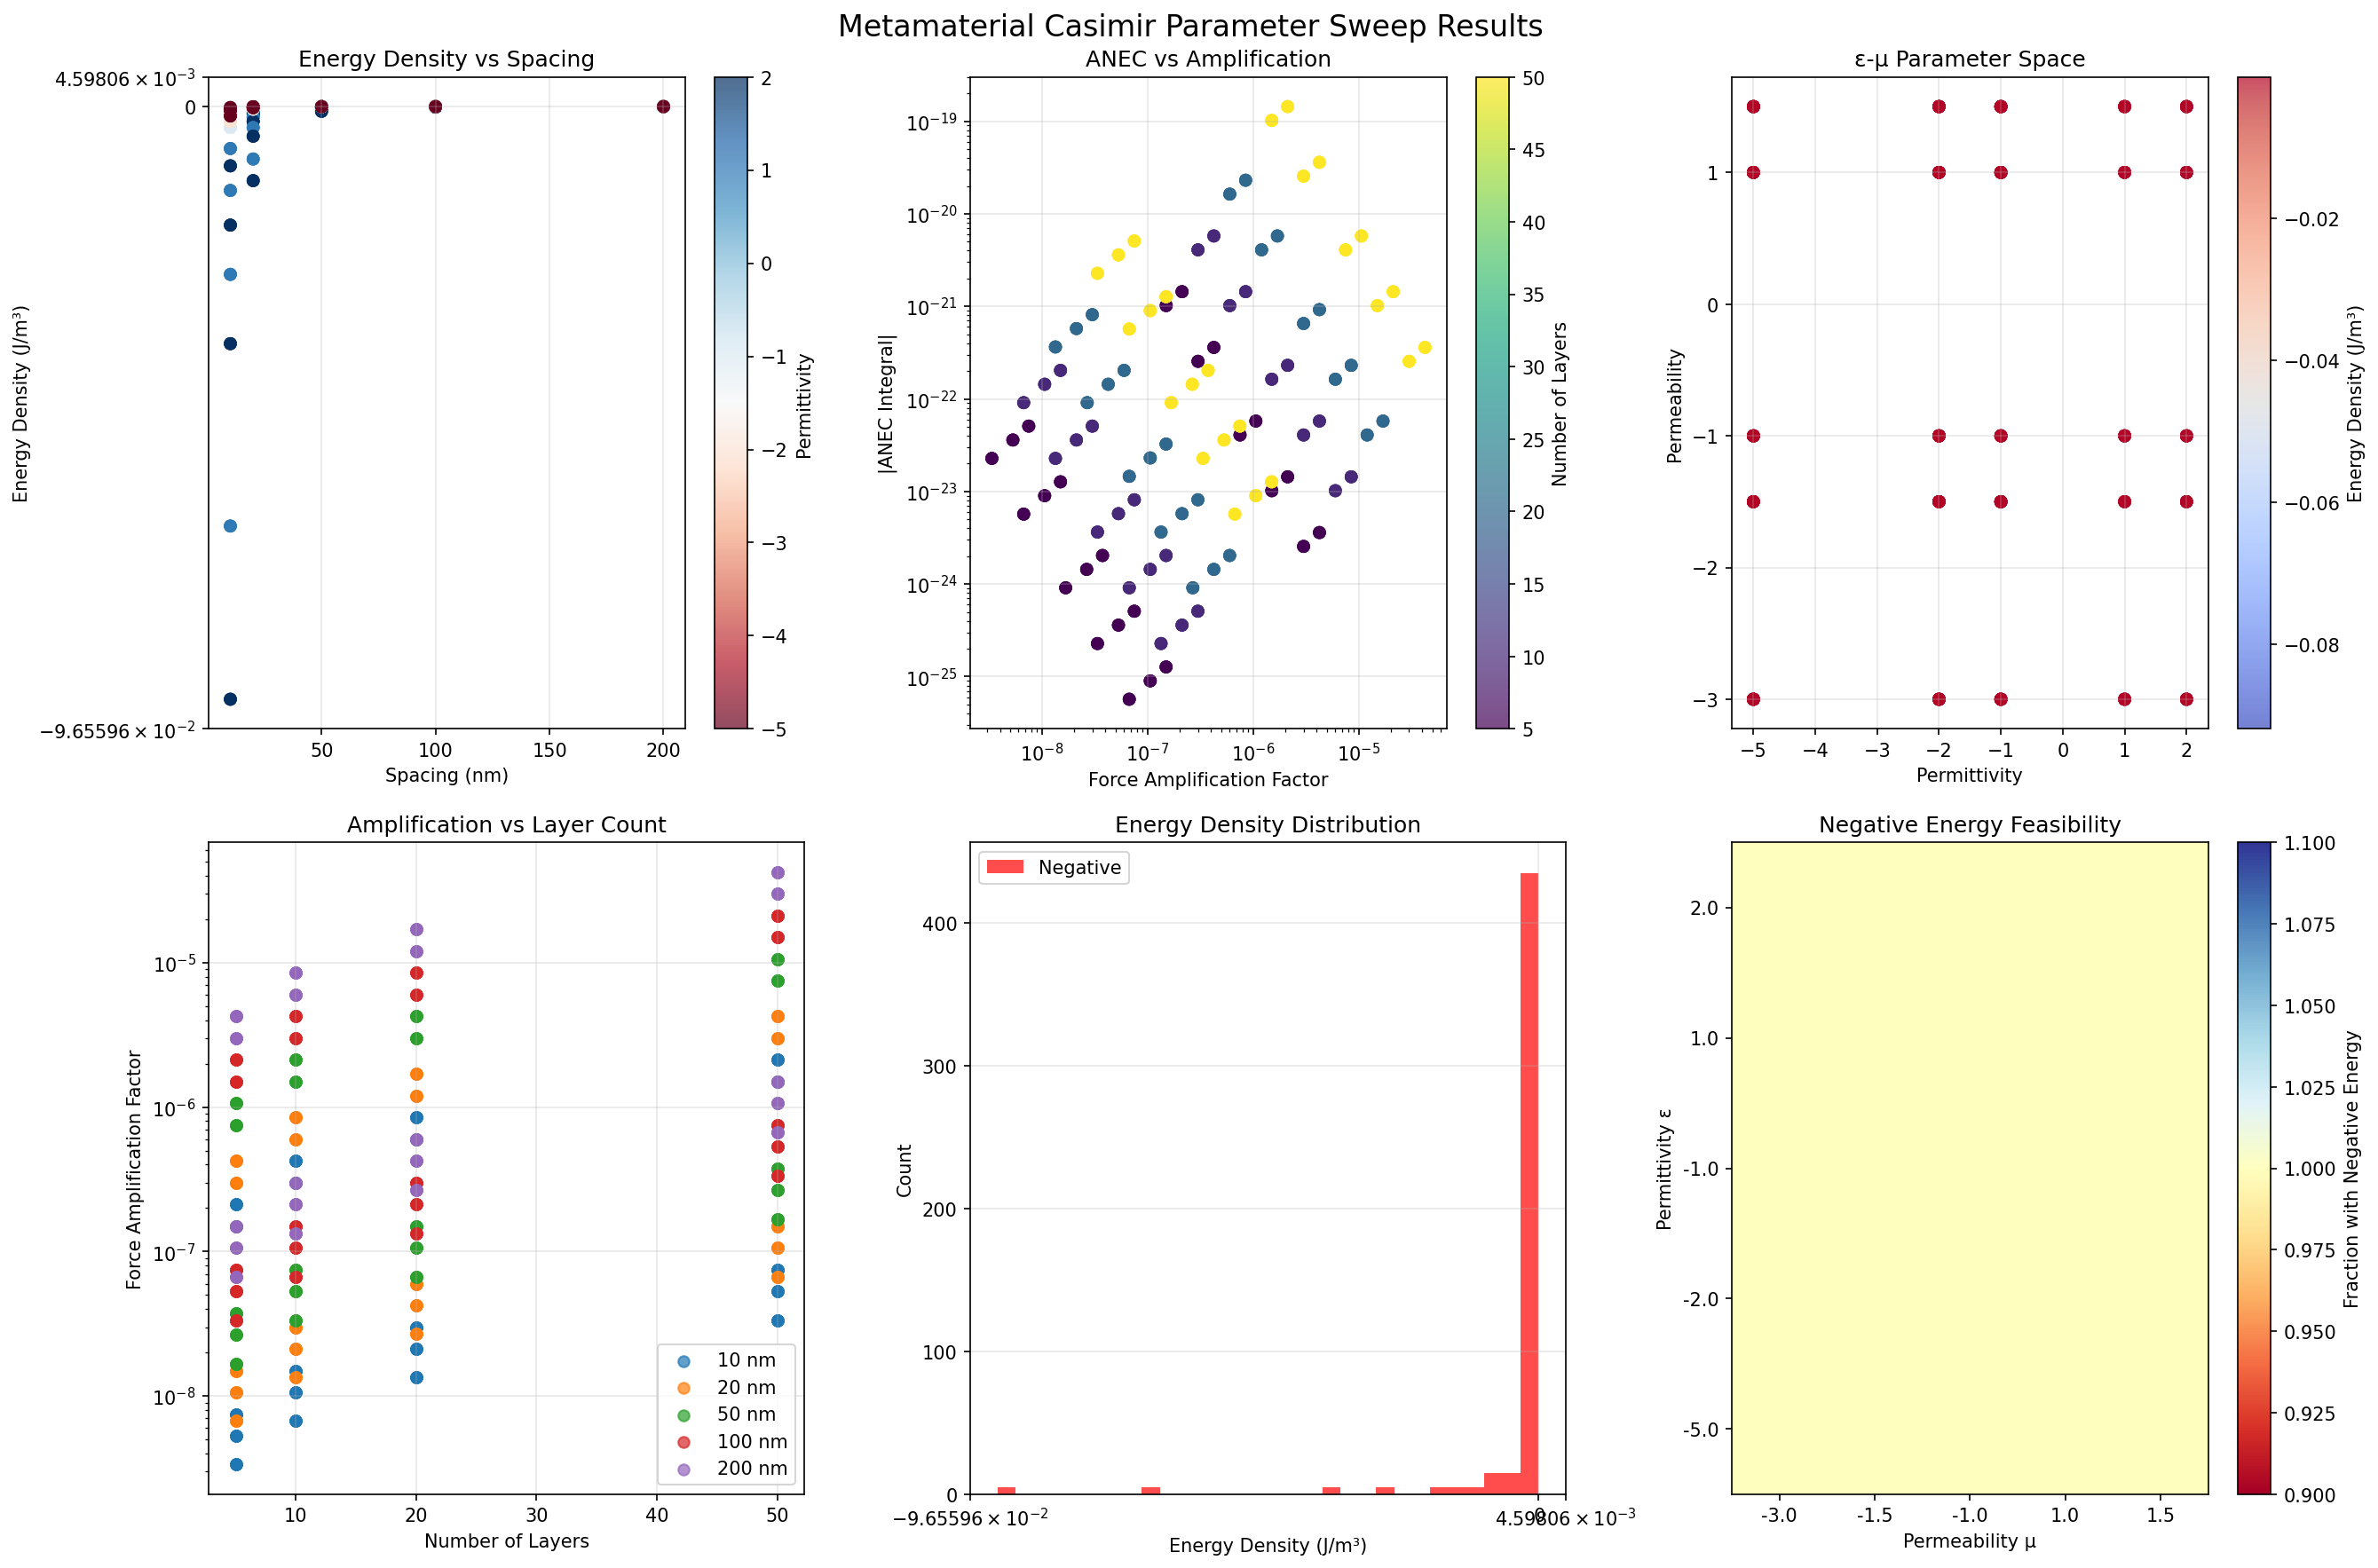 Metamaterial Casimir Parameter Sweep Results
Energy Density vs Spacing
4.59806 × 10⁻³
0
−9.65596 × 10⁻²
Energy Density (J/m³)
50
100
150
200
Spacing (nm)
2
1
0
−1
−2
−3
−4
−5
Permittivity
ANEC vs Amplification
10⁻¹⁹
10⁻²⁰
10⁻²¹
10⁻²²
10⁻²³
10⁻²⁴
10⁻²⁵
|ANEC Integral|
10⁻⁸
10⁻⁷
10⁻⁶
10⁻⁵
Force Amplification Factor
50
45
40
35
30
25
20
15
10
5
Number of Layers
ε-μ Parameter Space
1
0
−1
−2
−3
Permeability
−5
−4
−3
−2
−1
0
1
2
Permittivity
−0.02
−0.04
−0.06
−0.08
Energy Density (J/m³)
Amplification vs Layer Count
10⁻⁵
10⁻⁶
10⁻⁷
10⁻⁸
Force Amplification Factor
10 nm
20 nm
50 nm
100 nm
200 nm
10
20
30
40
50
Number of Layers
Energy Density Distribution
Negative
400
300
200
100
0
Count
−9.65596 × 10⁻²
0
4.59806 × 10⁻³
Energy Density (J/m³)
Negative Energy Feasibility
2.0
1.0
-1.0
-2.0
-5.0
Permittivity ε
-3.0
-1.5
-1.0
1.0
1.5
Permeability μ
1.100
1.075
1.050
1.025
1.000
0.975
0.950
0.925
0.900
Fraction with Negative Energy